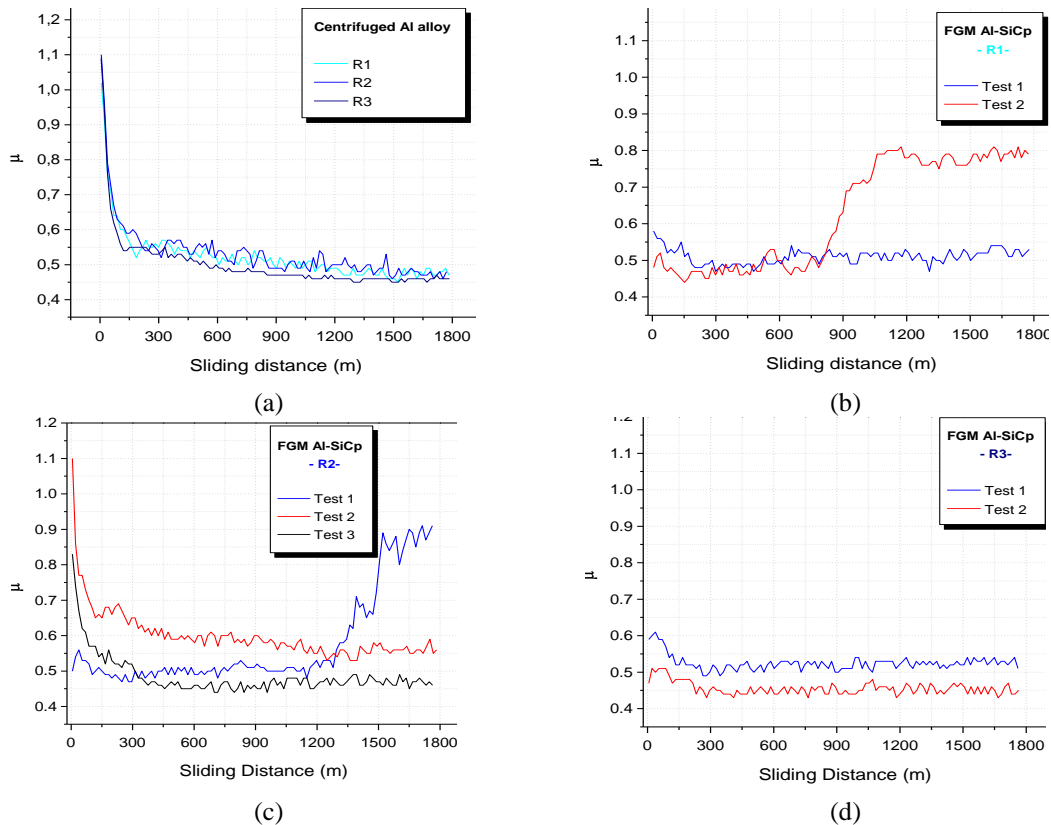 1,2
1,1
1,0
0,9
0,8
0,7
0,6
0,5
0,4
μ
Centrifuged Al alloy
R1
R2
R3
0 300 600 900 1200 1500 1800
Sliding distance (m)
(a)
1.1
1.0
0.9
0.8
0.7
0.6
0.5
0.4
μ
FGM Al-SiCp
- R1-
Test 1
Test 2
0 300 600 900 1200 1500 1800
Sliding distance (m)
(b)
1.2
1.1
1.0
0.9
0.8
0.7
0.6
0.5
0.4
μ
FGM Al-SiCp
- R2-
Test 1
Test 2
Test 3
0 300 600 900 1200 1500 1800
Sliding Distance (m)
(c)
1.2
1.1
1.0
0.9
0.8
0.7
0.6
0.5
0.4
μ
FGM Al-SiCp
- R3-
Test 1
Test 2
0 300 600 900 1200 1500 1800
Sliding Distance (m)
(d)